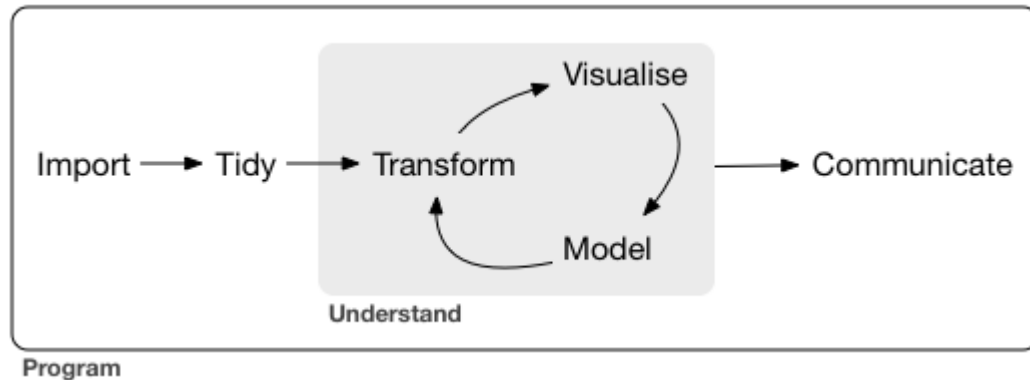 Visualise
Import Tidy Transform Communicate
Model
Understand
Program